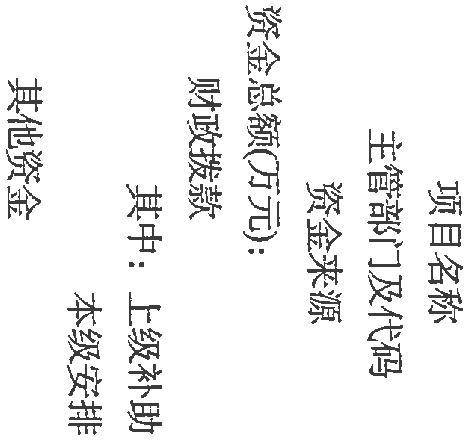 项目名称
主管部门及代码
资金来源
资金总额(万元):
财政拨款
其中：上级补助
本级安排
其他资金